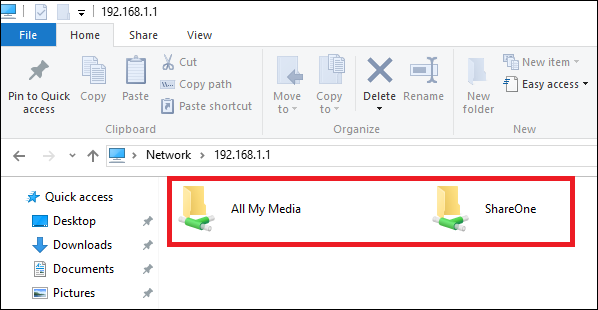 192.168.1.1
File Home Share View
Pin to Quick access
Copy
Paste
Cut
Copy path
Paste shortcut
Move to
Copy to
Delete
Rename
New folder
New item
Easy access
Clipboard Organize New
Network 192.168.1.1
Quick access
Desktop
Downloads
Documents
Pictures
All My Media ShareOne